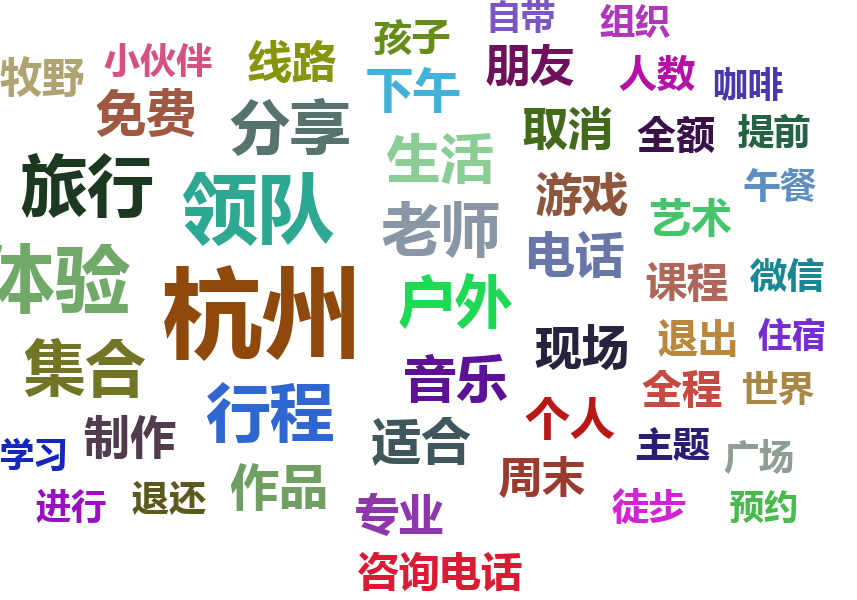 自带
组织
孩子
朋友
小伙伴
线路
人数
牧野
下午
咖啡
免费
分享
取消
全额
提前
生活
旅行
领队
游戏
午餐
老师
艺术
电话
体验
户外
课程
微信
杭州
现场
退出
住宿
集合
音乐
全程
世界
行程
个人
制作
适合
主题
学习
广场
周末
作品
退还
进行
专业
徒步
预约
咨询电话